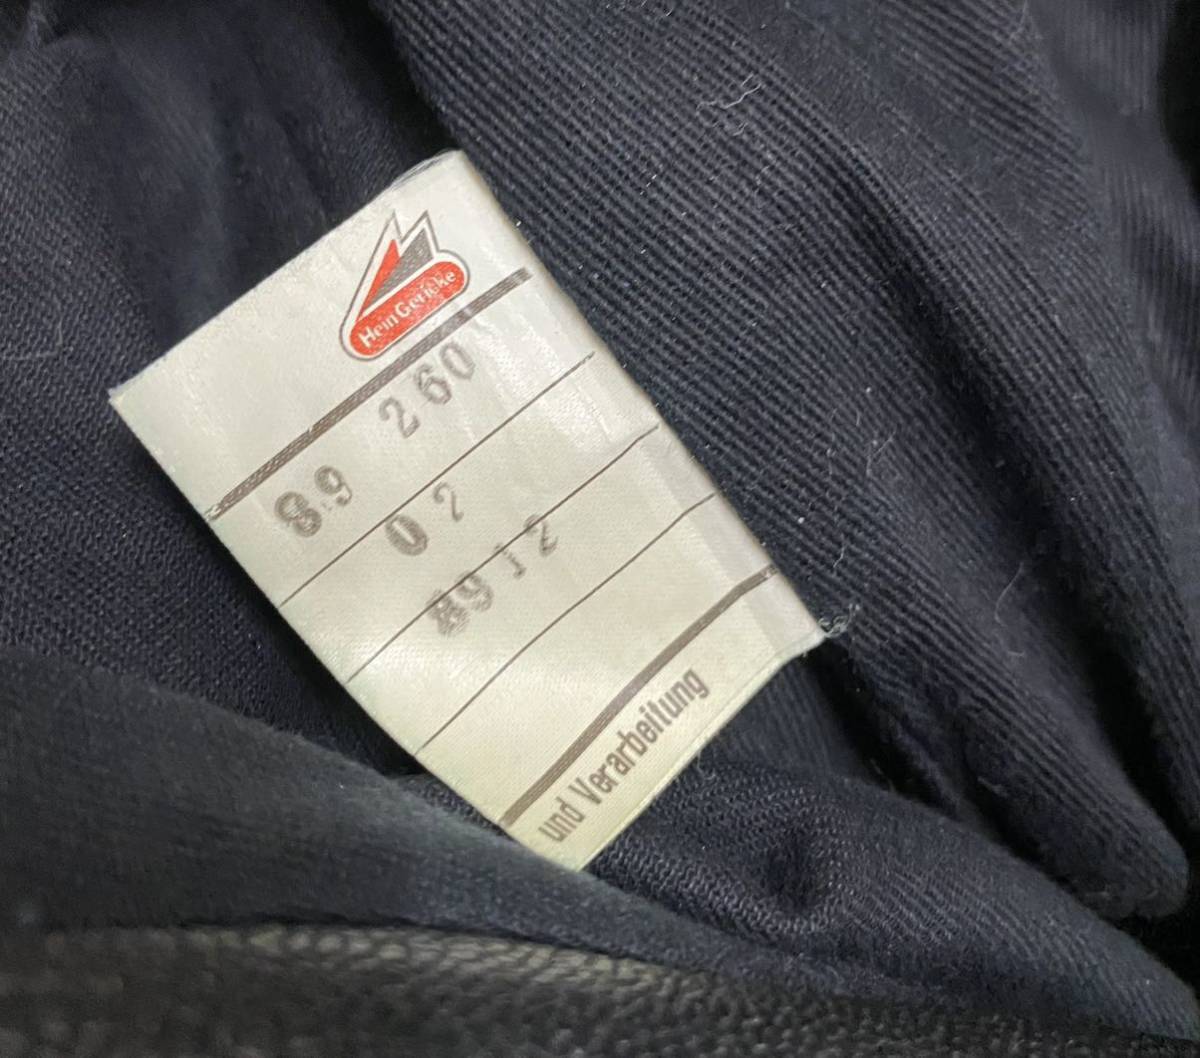 Hein Gericke
89 260
02
8912
und Verarbeitung